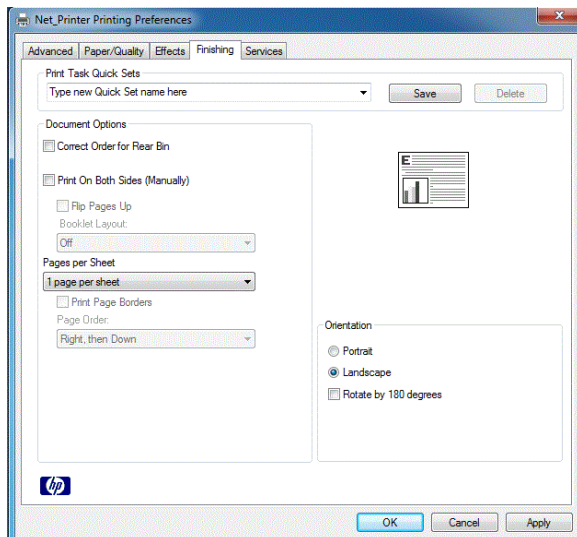 Net_Printer Printing Preferences
Advanced Paper/Quality Effects Finishing Services
Print Task Quick Sets
Type new Quick Set name here
Save
Delete
Document Options
Correct Order for Rear Bin
Print On Both Sides (Manually)
Flip Pages Up
Booklet Layout:
Off
Pages per Sheet
1 page per sheet
Print Page Borders
Page Order:
Right, then Down
E
Orientation
Portrait
Landscape
Rotate by 180 degrees
hp
OK
Cancel
Apply